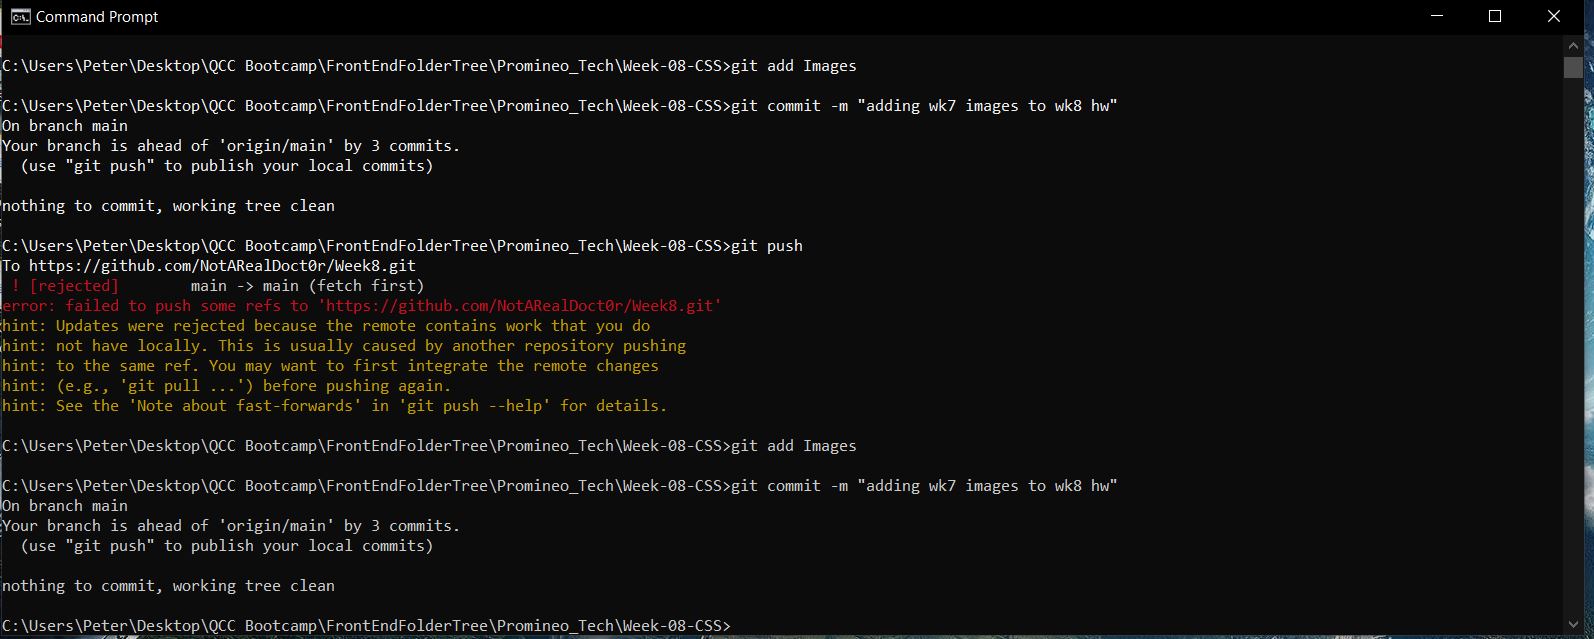 Command Prompt
C:\Users\Peter\Desktop\QCC Bootcamp\FrontEndFolderTree\Promineo_Tech\Week-08-CSS>git add Images
C:\Users\Peter\Desktop\QCC Bootcamp\FrontEndFolderTree\Promineo_Tech\Week-08-CSS>git commit -m "adding wk7 images to wk8 hw"
On branch main
Your branch is ahead of 'origin/main' by 3 commits.
  (use "git push" to publish your local commits)
nothing to commit, working tree clean
C:\Users\Peter\Desktop\QCC Bootcamp\FrontEndFolderTree\Promineo_Tech\Week-08-CSS>git push
To https://github.com/NotARealDoct0r/Week8.git
 ! [rejected]        main -> main (fetch first)
error: failed to push some refs to 'https://github.com/NotARealDoct0r/Week8.git'
hint: Updates were rejected because the remote contains work that you do
hint: not have locally. This is usually caused by another repository pushing
hint: to the same ref. You may want to first integrate the remote changes
hint: (e.g., 'git pull ...') before pushing again.
hint: See the 'Note about fast-forwards' in 'git push --help' for details.
C:\Users\Peter\Desktop\QCC Bootcamp\FrontEndFolderTree\Promineo_Tech\Week-08-CSS>git add Images
C:\Users\Peter\Desktop\QCC Bootcamp\FrontEndFolderTree\Promineo_Tech\Week-08-CSS>git commit -m "adding wk7 images to wk8 hw"
On branch main
Your branch is ahead of 'origin/main' by 3 commits.
  (use "git push" to publish your local commits)
nothing to commit, working tree clean
C:\Users\Peter\Desktop\QCC Bootcamp\FrontEndFolderTree\Promineo_Tech\Week-08-CSS>